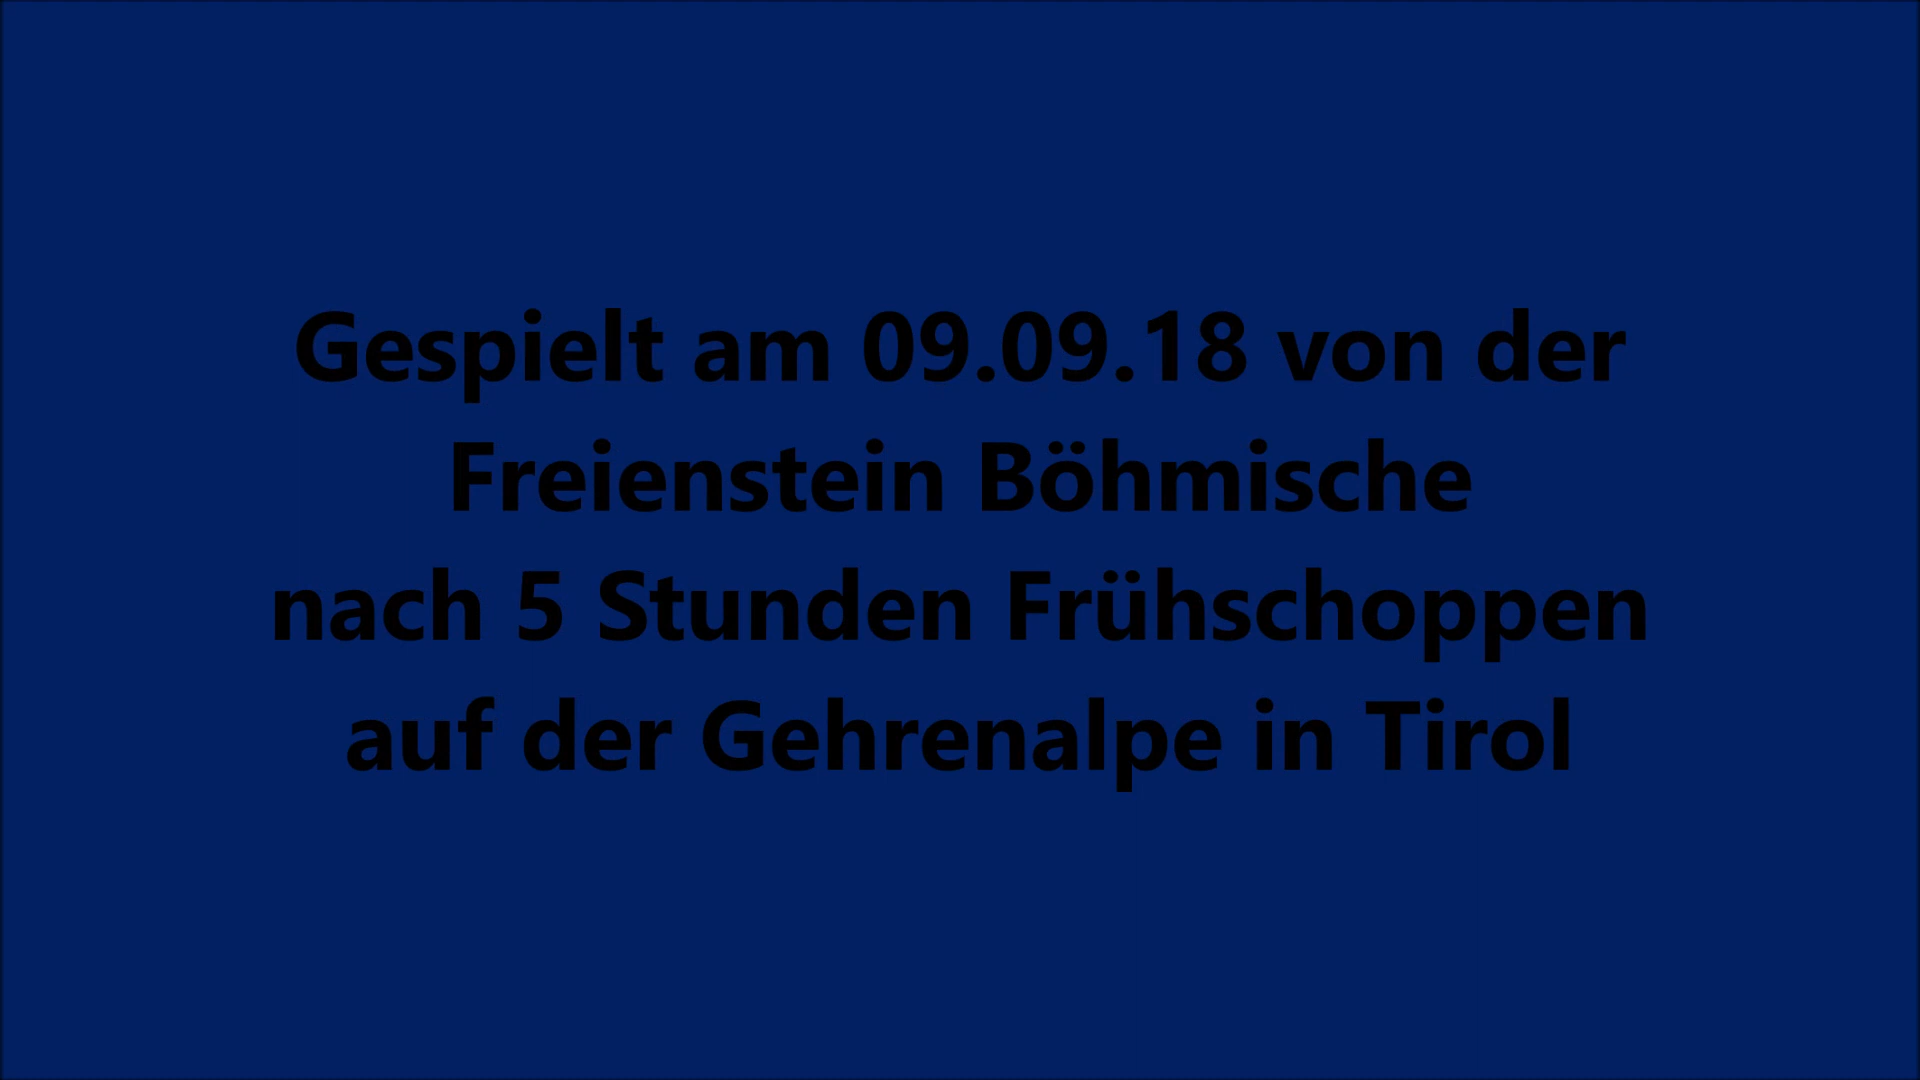 Gespielt am 09.09.18 von der
Freienstein Böhmische
nach 5 Stunden Frühschoppen
auf der Gehrenalpe in Tirol